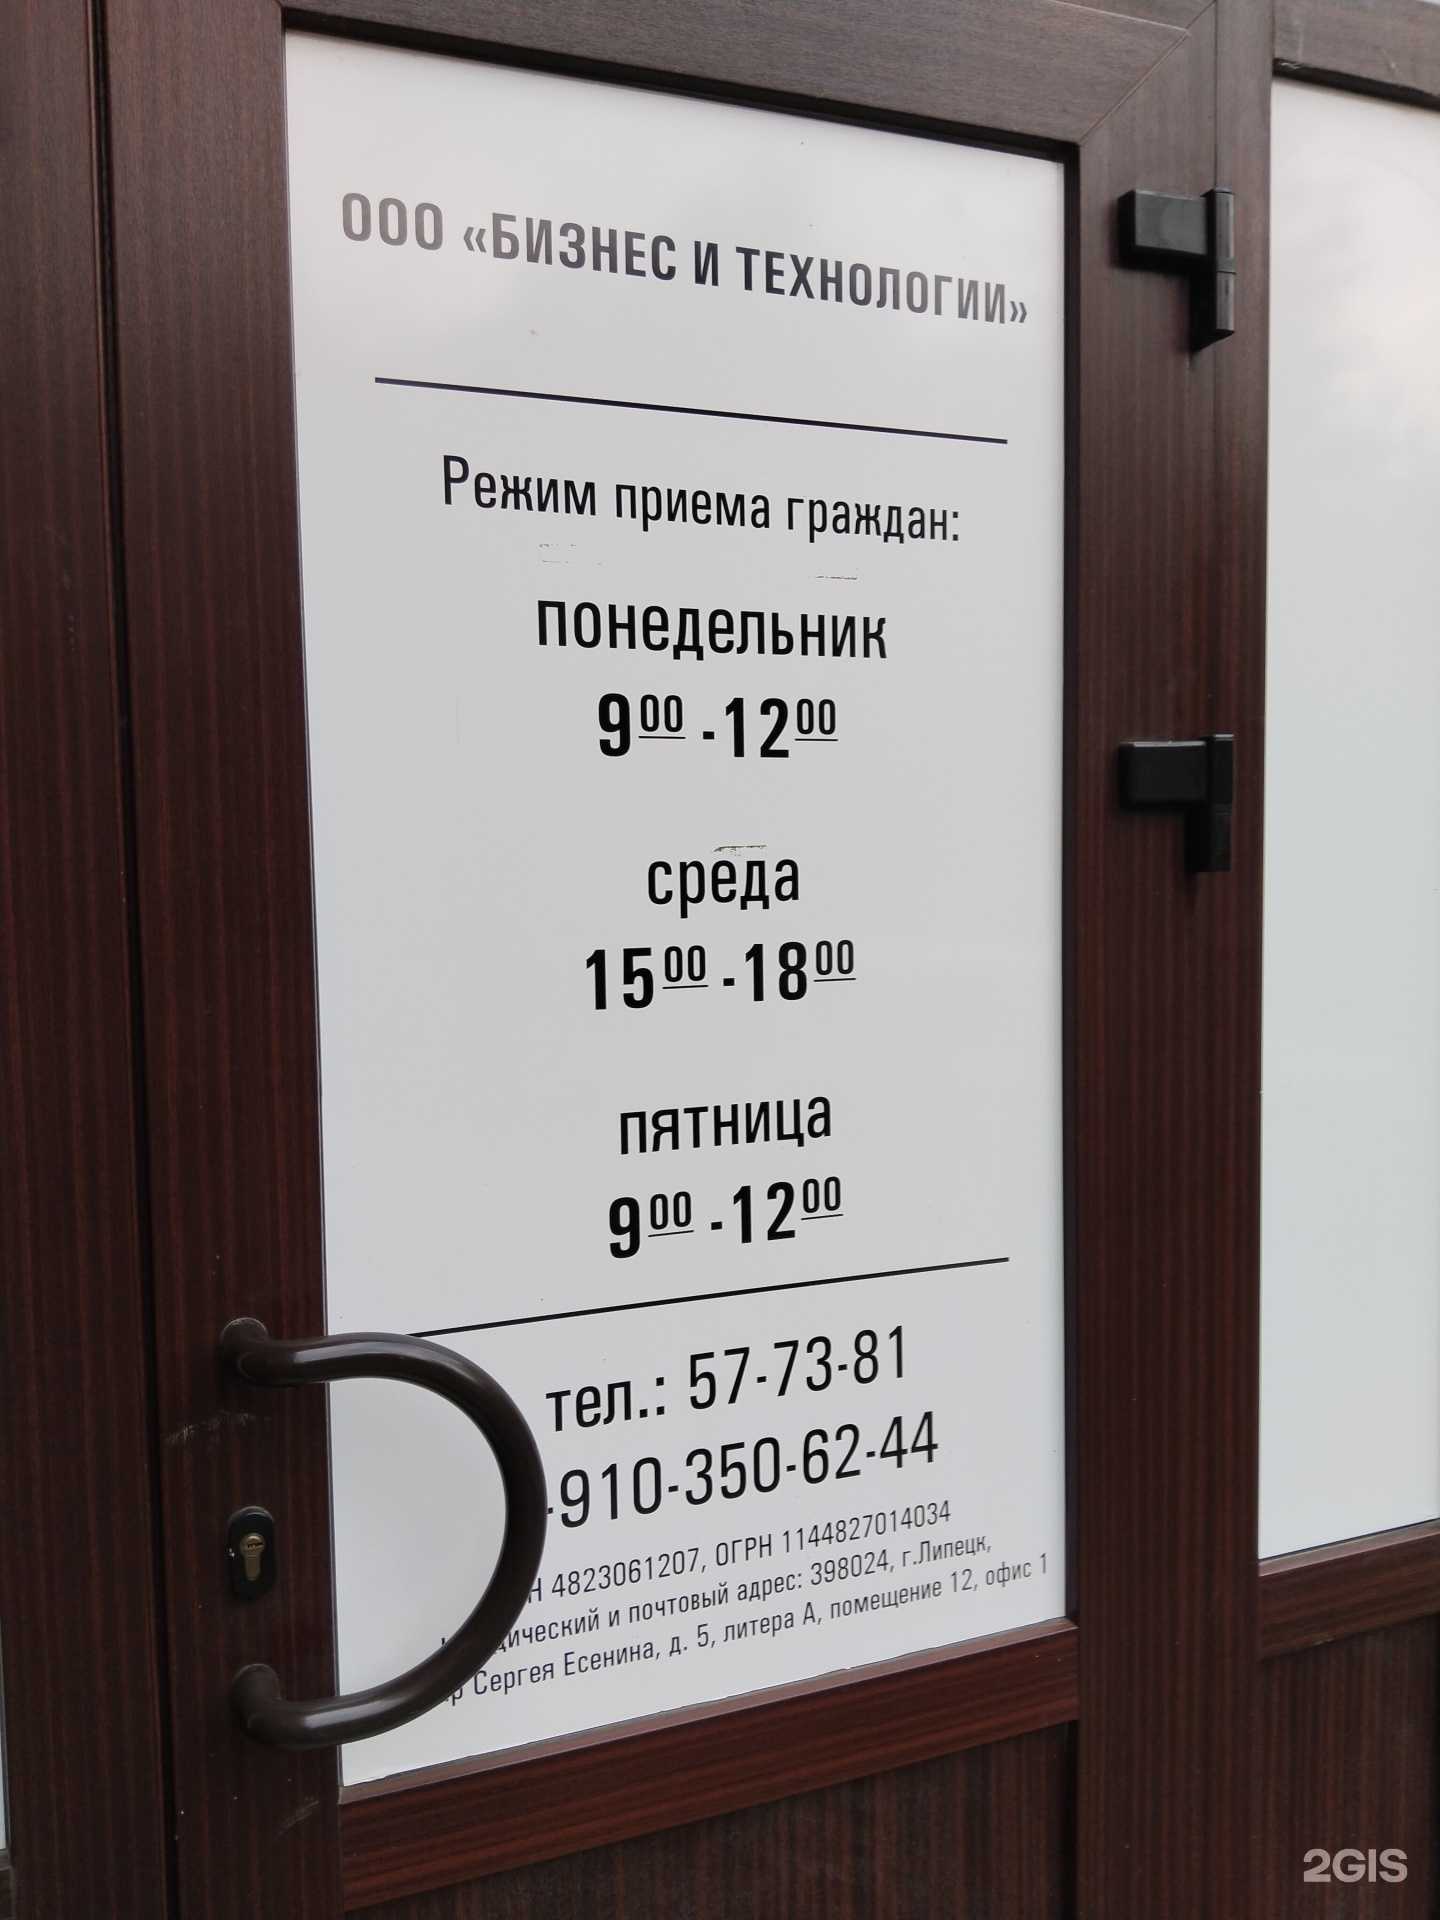 ООО «БИЗНЕС И ТЕХНОЛОГИИ»
Режим приема граждан:
понедельник
9⁰⁰ -12⁰⁰
среда
15⁰⁰ -18⁰⁰
пятница
9⁰⁰ -12⁰⁰
тел.: 57-73-81
-910-350-62-44
4823061207, ОГРН 1144827014034
и почтовый адрес: 398024, г.Липецк,
Сергея Есенина, д. 5, литера А, помещение 12, офис 1
2GIS